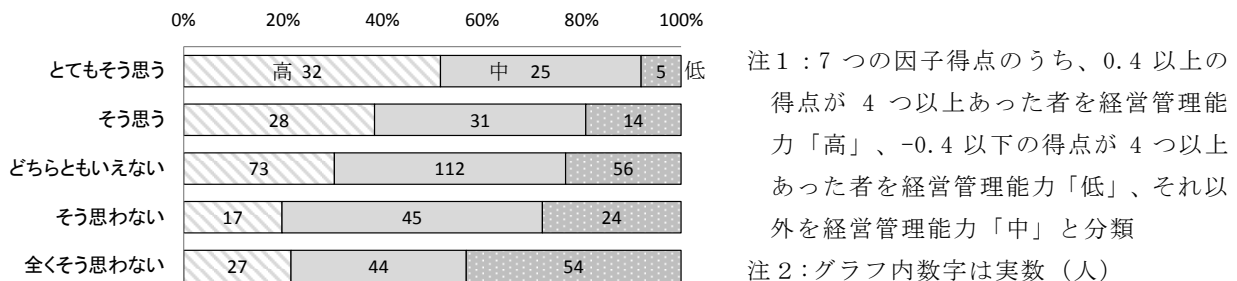 0% 20% 40% 60% 80% 100%
とてもそう思う 高 32 中 25 5 低
そう思う 28 31 14
どちらともいえない 73 112 56
そう思わない 17 45 24
全くそう思わない 27 44 54
注1:7 つの因子得点のうち、0.4 以上の
得点が 4 つ以上あった者を経営管理能
力「高」、-0.4 以下の得点が 4 つ以上
あった者を経営管理能力「低」、それ以
外を経営管理能力「中」と分類
注2:グラフ内数字は実数(人)